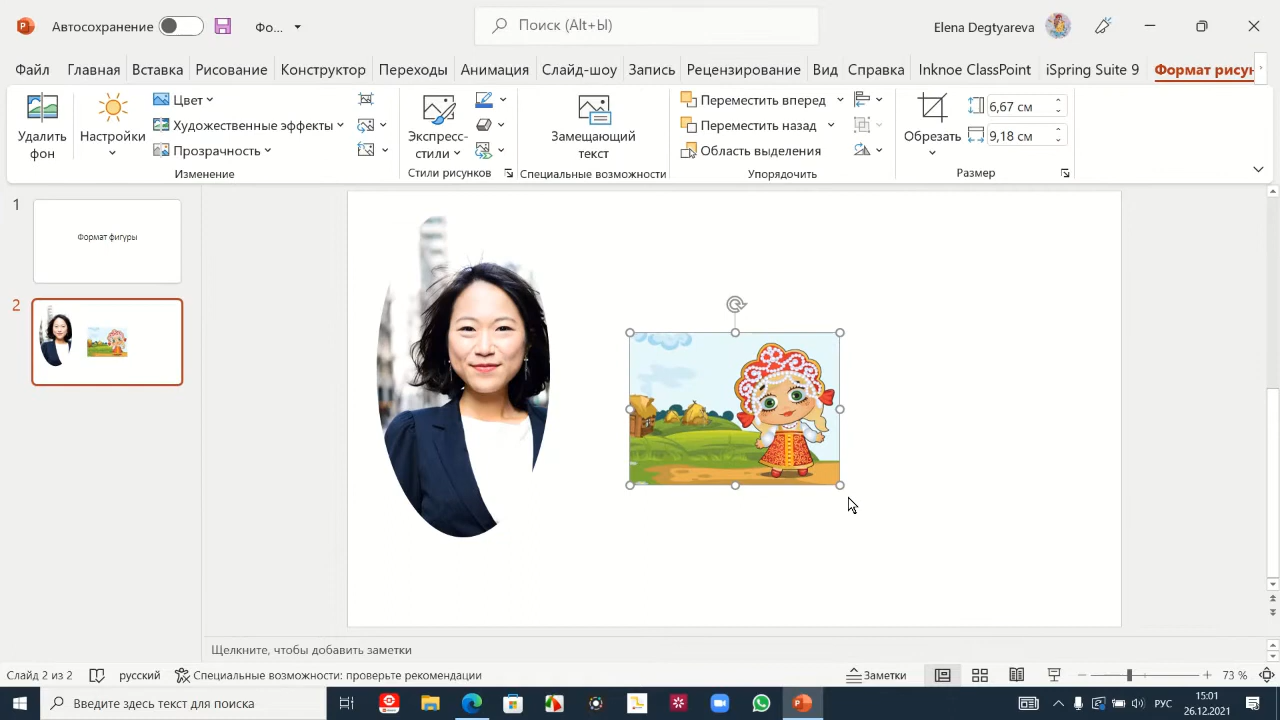 Автосохранение
Фо...
Поиск (Alt+Ы)
Elena Degtyareva
Файл Главная Вставка Рисование Конструктор Переходы Анимация Слайд-шоу Запись Рецензирование Вид Справка Inknoe ClassPoint iSpring Suite 9 Формат рисун
Удалить фон
Настройки
Цвет
Художественные эффекты
Прозрачность
Изменение
Экспресс-
стили
Стили рисунков
Замещающий
текст
Специальные возможности
Переместить вперед
Переместить назад
Область выделения
Упорядочить
Обрезать
6,67 см
9,18 см
Размер
1
Формат фигуры
2
Щелкните, чтобы добавить заметки
Слайд 2 из 2 русский Специальные возможности: проверьте рекомендации Заметки 73 %
Введите здесь текст для поиска
РУС
15:01
26.12.2021